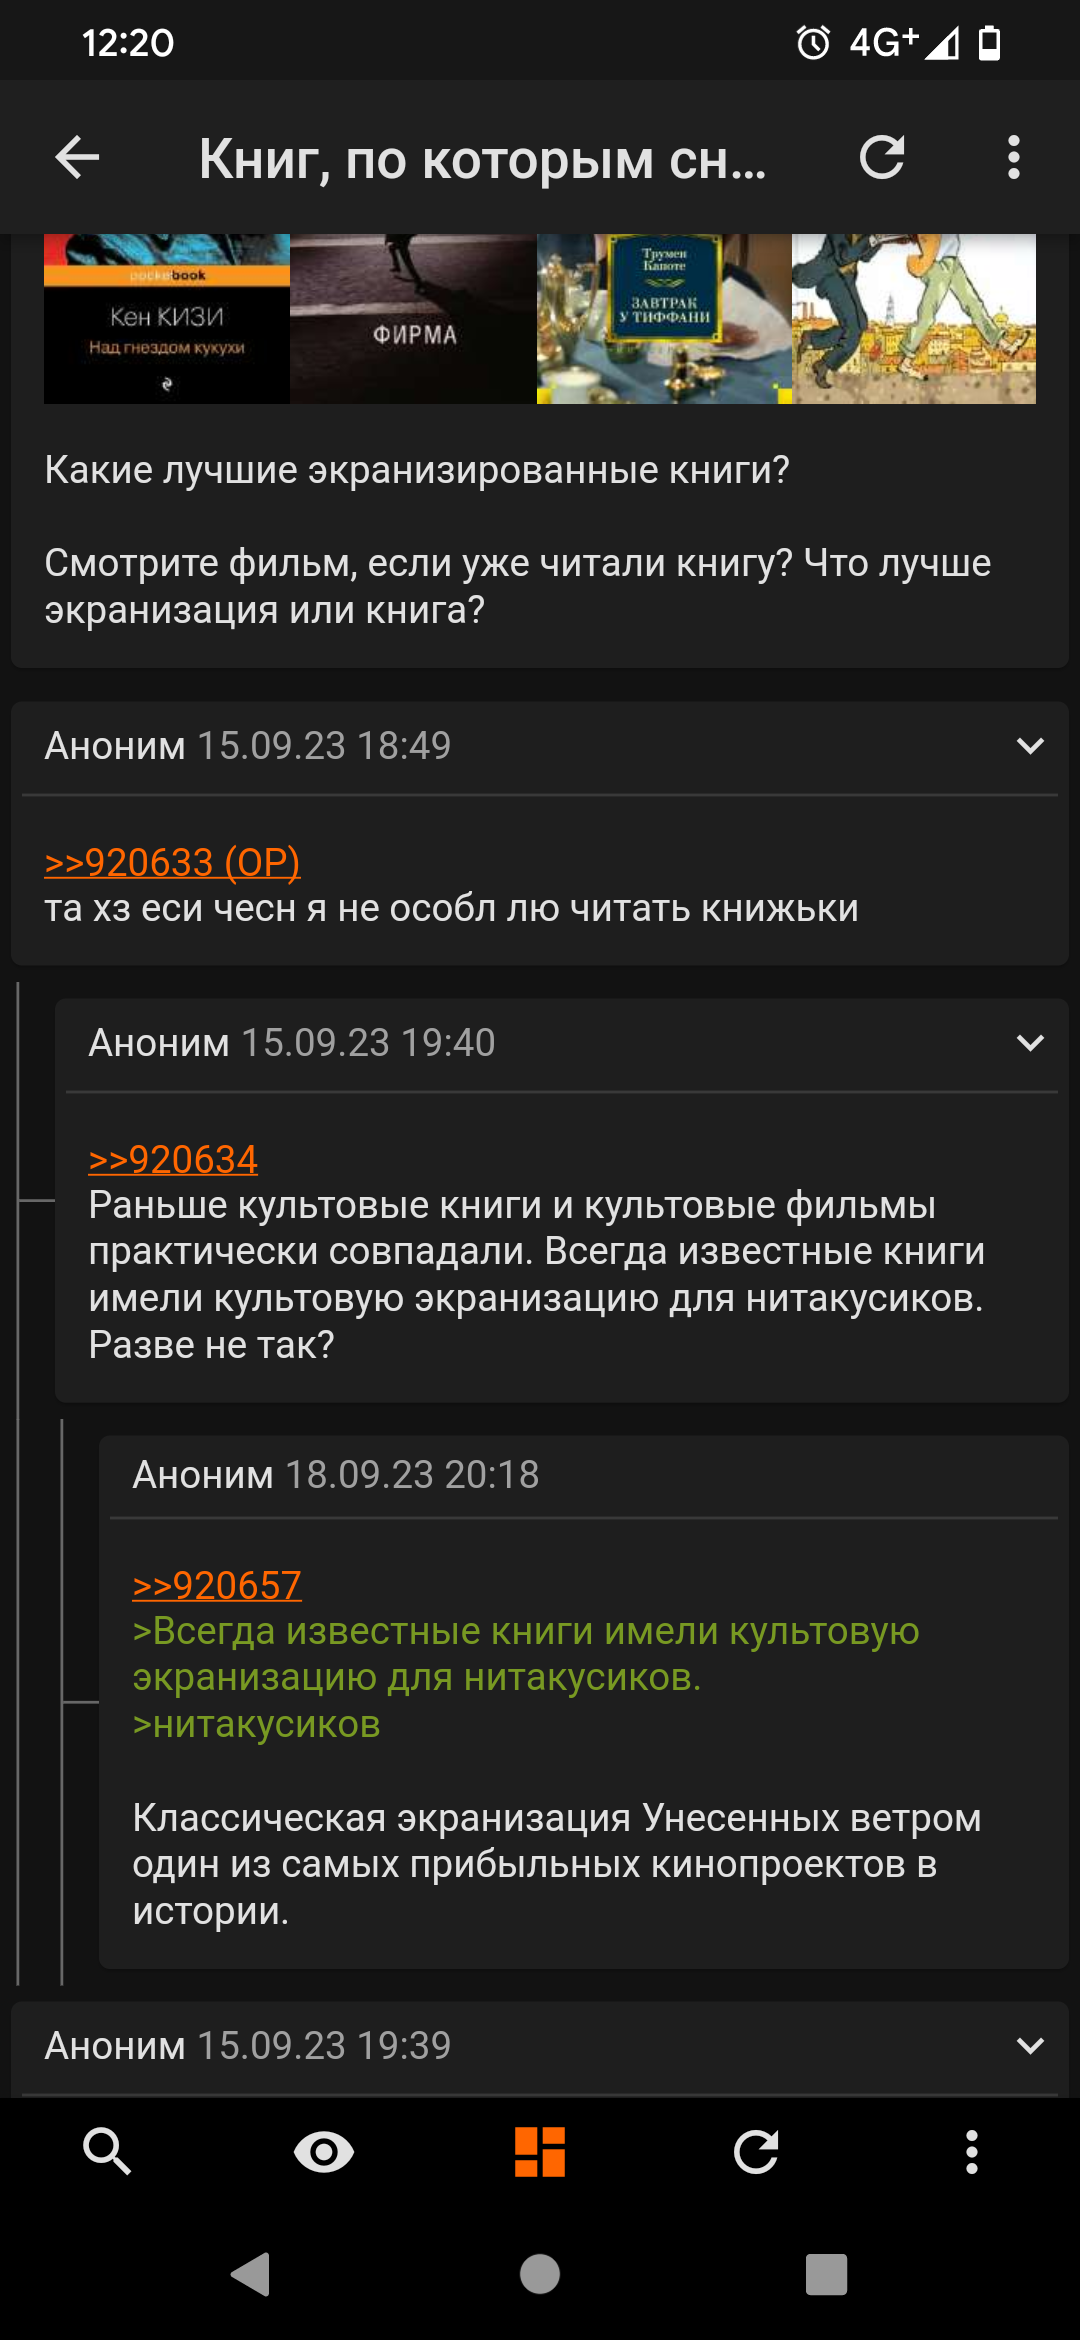 12:20
4G+
Книг, по которым сн...
pocketbook
Кен КИЗИ
Над гнездом кукухи
ФИРМА
Трумен
Капоте
ЗАВТРАК
У ТИФФАНИ
Какие лучшие экранизированные книги?
Смотрите фильм, если уже читали книгу? Что лучше
экранизация или книга?
Аноним 15.09.23 18:49
>>920633 (OP)
та хз еси чесн я не особл лю читать книжьки
Аноним 15.09.23 19:40
>>920634
Раньше культовые книги и культовые фильмы
практически совпадали. Всегда известные книги
имели культовую экранизацию для нитакусиков.
Разве не так?
Аноним 18.09.23 20:18
>>920657
>Всегда известные книги имели культовую
экранизацию для нитакусиков.
>нитакусиков
Классическая экранизация Унесенных ветром
один из самых прибыльных кинопроектов в
истории.
Аноним 15.09.23 19:39